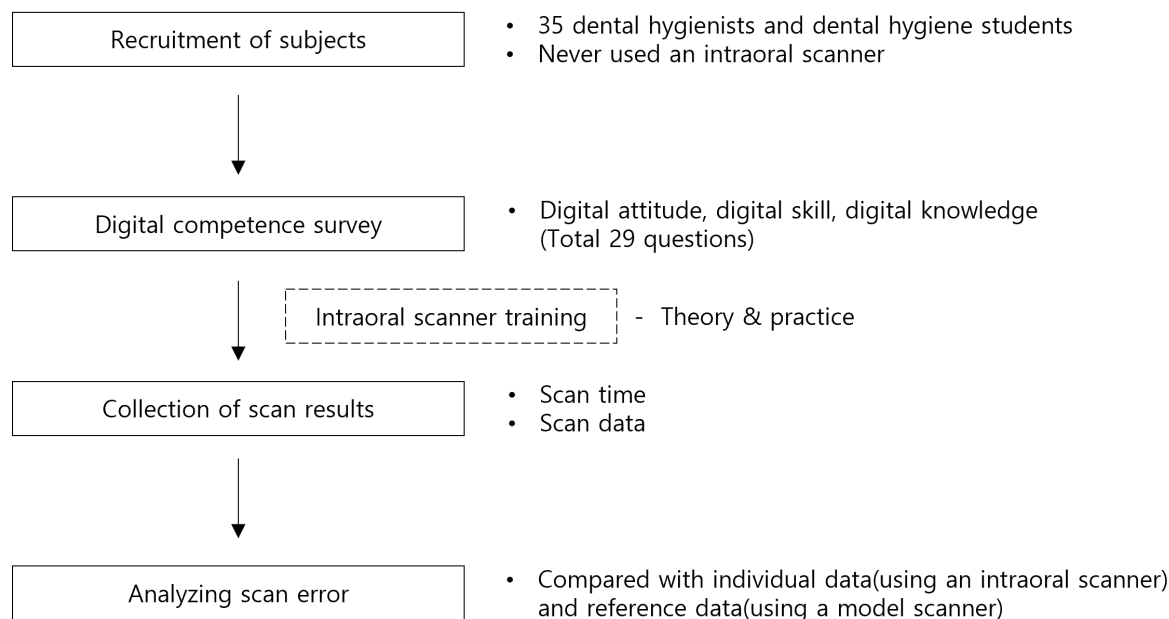 Recruitment of subjects
• 35 dental hygienists and dental hygiene students
• Never used an intraoral scanner
Digital competence survey
• Digital attitude, digital skill, digital knowledge
(Total 29 questions)
Intraoral scanner training - Theory & practice
Collection of scan results
• Scan time
• Scan data
Analyzing scan error
• Compared with individual data(using an intraoral scanner)
and reference data(using a model scanner)